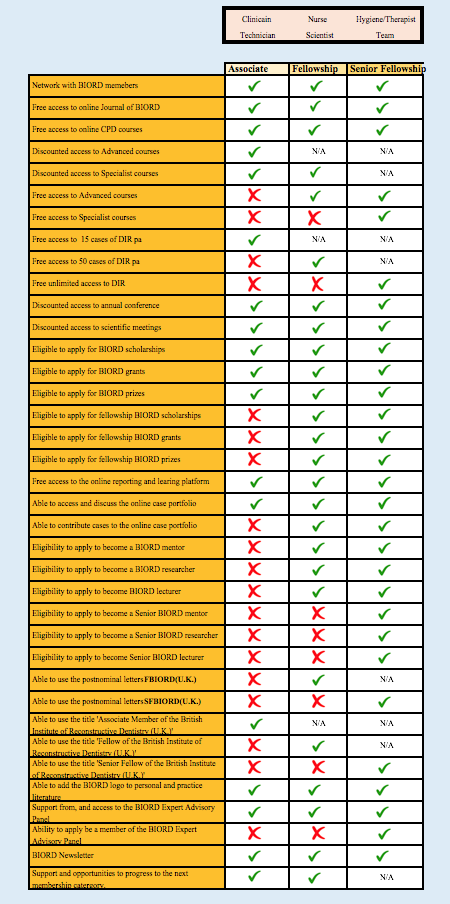 Clinicain Nurse Hygiene/Therapist
Technician Scientist Team
Associate Fellowship Senior Fellowship
Network with BIORD memebers
Free access to online Journal of BIORD
Free access to online CPD courses
Discounted access to Advanced courses N/A N/A
Discounted access to Specialist courses N/A
Free access to Advanced courses
Free access to Specialist courses
Free access to 15 cases of DIR pa N/A N/A
Free access to 50 cases of DIR pa N/A
Free unlimited access to DIR
Discounted access to annual conference
Discounted access to scientific meetings
Eligible to apply for BIORD scholarships
Eligible to apply for BIORD grants
Eligible to apply for BIORD prizes
Eligible to apply for fellowship BIORD scholarships
Eligible to apply for fellowship BIORD grants
Eligible to apply for fellowship BIORD prizes
Free access to the online reporting and learing platform
Able to access and discuss the online case portfolio
Able to contribute cases to the online case portfolio
Eligibility to apply to become a BIORD mentor
Eligibility to apply to become a BIORD researcher
Eligibility to apply to become BIORD lecturer
Eligibility to apply to become a Senior BIORD mentor
Eligibility to apply to become a Senior BIORD researcher
Eligibility to apply to become Senior BIORD lecturer
Able to use the postnominal letters FBIORD(U.K.) N/A
Able to use the postnominal letters SFBIORD(U.K.)
Able to use the title 'Associate Member of the British
Institute of Reconstructive Dentistry (U.K.)' N/A N/A
Able to use the title 'Fellow of the British Institute of
Reconstructive Dentistry (U.K.)' N/A
Able to use the title 'Senior Fellow of the British Institute
of Reconstructive Dentistry (U.K.)'
Able to add the BIORD logo to personal and practice
literature
Support from, and access to the BIORD Expert Advisory
Panel
Ability to apply be a member of the BIORD Expert
Advisory Panel
BIORD Newsletter
Support and opportunities to progress to the next
membership catergory. N/A